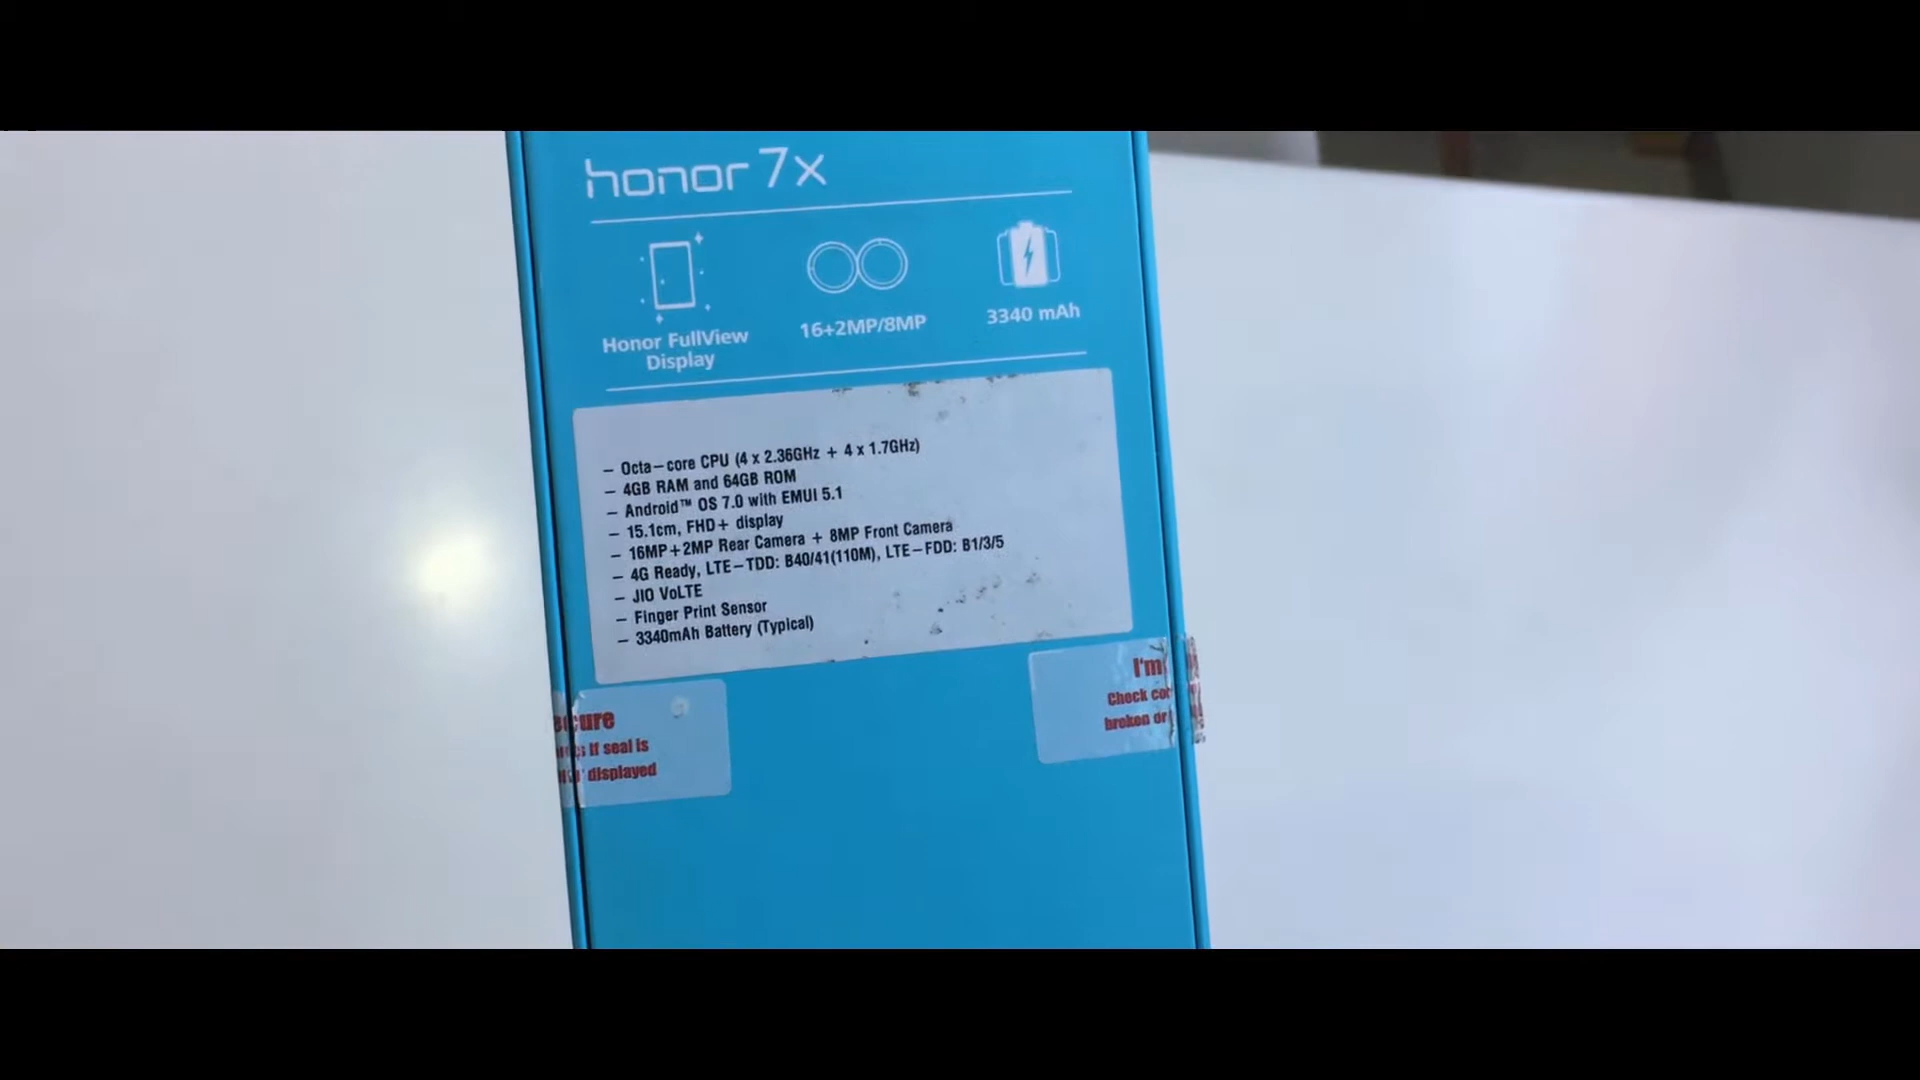 honor 7x
Honor FullView
Display
16+2MP/8MP
3340 mAh
– Octa–core CPU (4 x 2.36GHz + 4 x 1.7GHz)
– 4GB RAM and 64GB ROM
– Android™ OS 7.0 with EMUI 5.1
– 15.1cm, FHD+ display
– 16MP+2MP Rear Camera + 8MP Front Camera
– 4G Ready, LTE–TDD: B40/41(110M), LTE–FDD: B1/3/5
– JIO VoLTE
– Finger Print Sensor
– 3340mAh Battery (Typical)
if seal is
displayed
I'm
Check
broken or